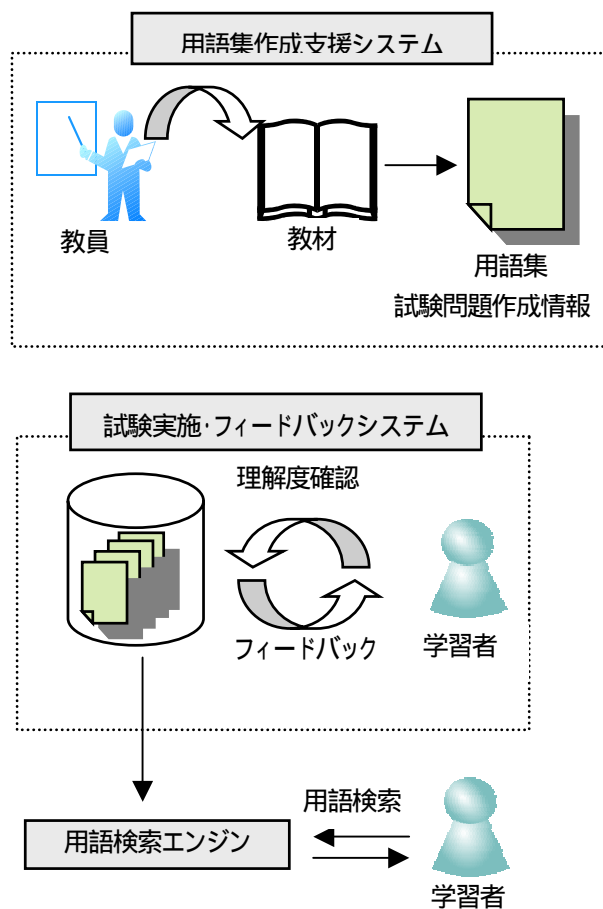 用語集作成支援システム
教員
教材
用語集
試験問題作成情報
試験実施・フィードバックシステム
理解度確認
フィードバック
学習者
用語検索
用語検索エンジン
学習者